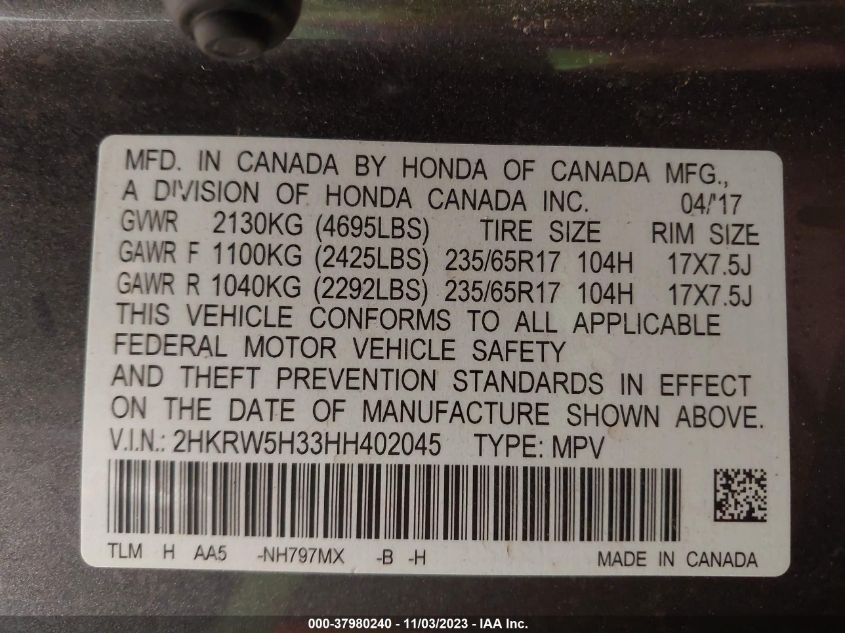 MFD. IN CANADA BY HONDA OF CANADA MFG.,
A DIVISION OF HONDA CANADA INC. 04/'17
GVWR 2130KG (4695LBS) TIRE SIZE RIM SIZE
GAWR F 1100KG (2425LBS) 235/65R17 104H 17X7.5J
GAWR R 1040KG (2292LBS) 235/65R17 104H 17X7.5J
THIS VEHICLE CONFORMS TO ALL APPLICABLE
FEDERAL MOTOR VEHICLE SAFETY
AND THEFT PREVENTION STANDARDS IN EFFECT
ON THE DATE OF MANUFACTURE SHOWN ABOVE.
V.I.N.: 2HKRW5H33HH402045 TYPE: MPV
TLM H AA5 -NH797MX -B -H MADE IN CANADA
000-37980240 - 11/03/2023 - IAA Inc.